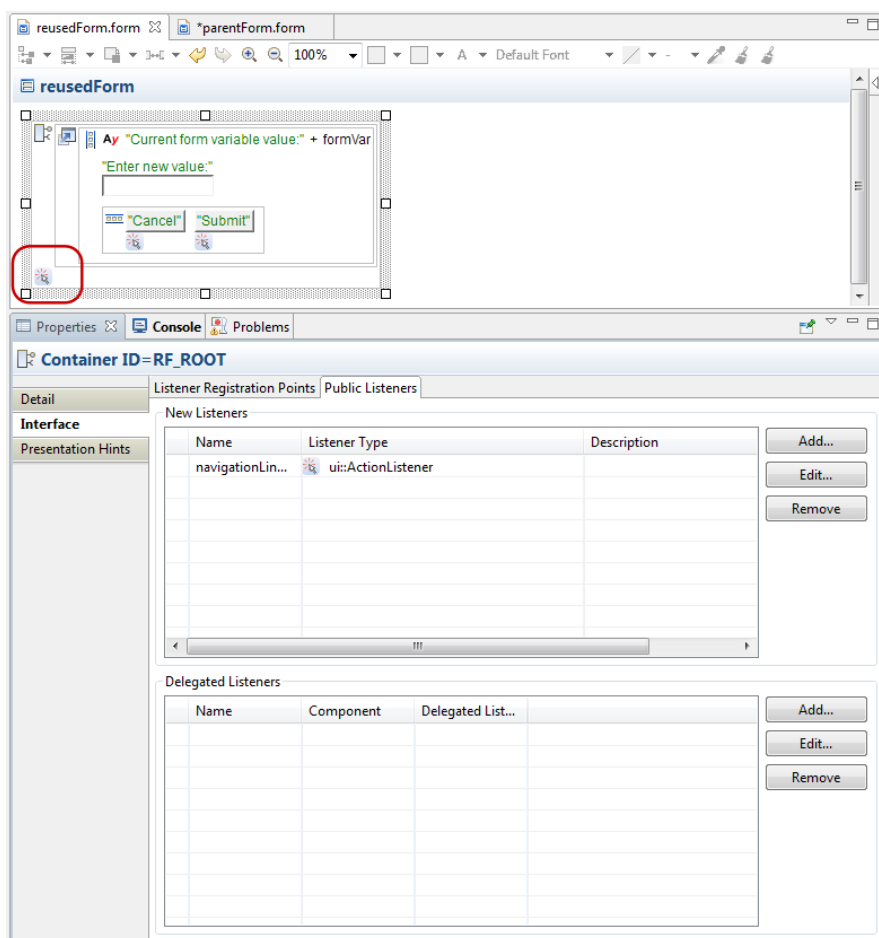 reusedForm.form *parentForm.form
100% A Default Font -
reusedForm
Ay "Current form variable value:" + formVar
"Enter new value:"
"Cancel" "Submit"
Properties Console Problems
Container ID=RF_ROOT
Detail
Interface
Presentation Hints
Listener Registration Points Public Listeners
New Listeners
Name Listener Type Description
navigationLin... ui::ActionListener
Add...
Edit...
Remove
Delegated Listeners
Name Component Delegated List...
Add...
Edit...
Remove